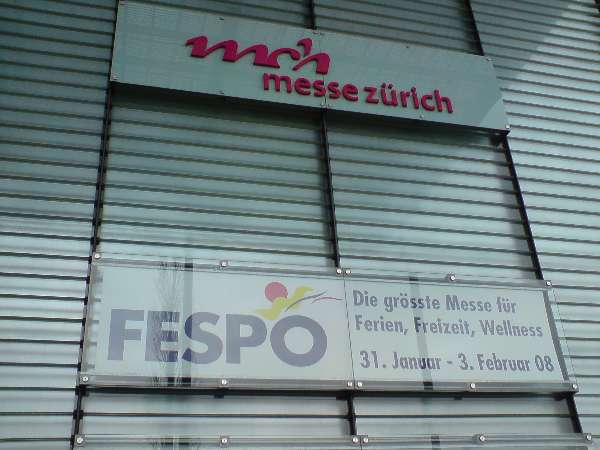 mch
messe zürich
FESPO
Die grösste Messe für
Ferien, Freizeit, Wellness
31. Januar - 3. Februar 08